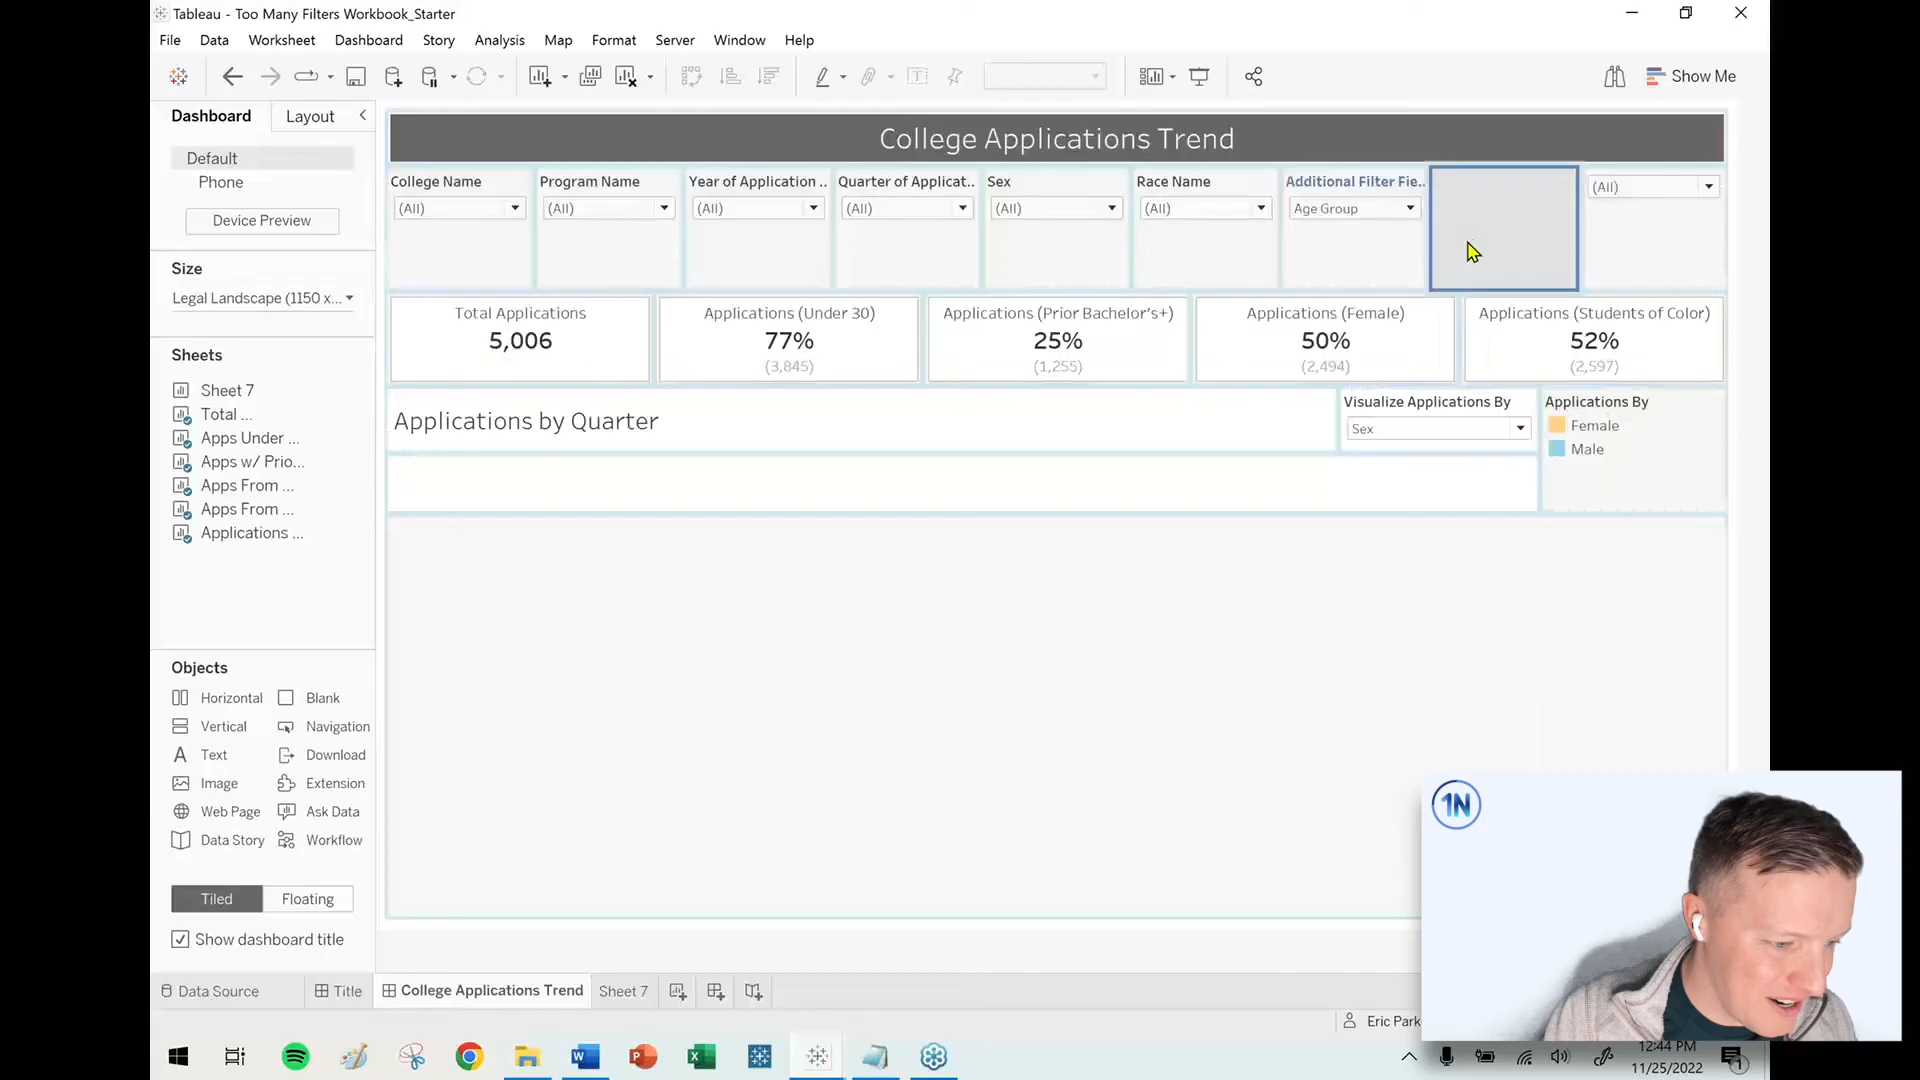 Tableau - Too Many Filters Workbook_Starter
File Data Worksheet Dashboard Story Analysis Map Format Server Window Help
Show Me
Dashboard Layout
Default
Phone
Device Preview
Size
Legal Landscape (1150 x...
Sheets
Sheet 7
Total ...
Apps Under ...
Apps w/ Prio...
Apps From ...
Apps From ...
Applications ...
Objects
Horizontal Blank
Vertical Navigation
Text Download
Image Extension
Web Page Ask Data
Data Story Workflow
Tiled Floating
Show dashboard title
College Applications Trend
College Name Program Name Year of Application .. Quarter of Applicat.. Sex Race Name Additional Filter Fie..
(All) (All) (All) (All) (All) (All) Age Group (All)
Total Applications
5,006
Applications (Under 30)
77%
(3,845)
Applications (Prior Bachelor's+)
25%
(1,255)
Applications (Female)
50%
(2,494)
Applications (Students of Color)
52%
(2,597)
Applications by Quarter
Visualize Applications By
Sex
Applications By
Female
Male
1N
Data Source Title College Applications Trend Sheet 7
Eric Park
12:44 PM
11/25/2022
1